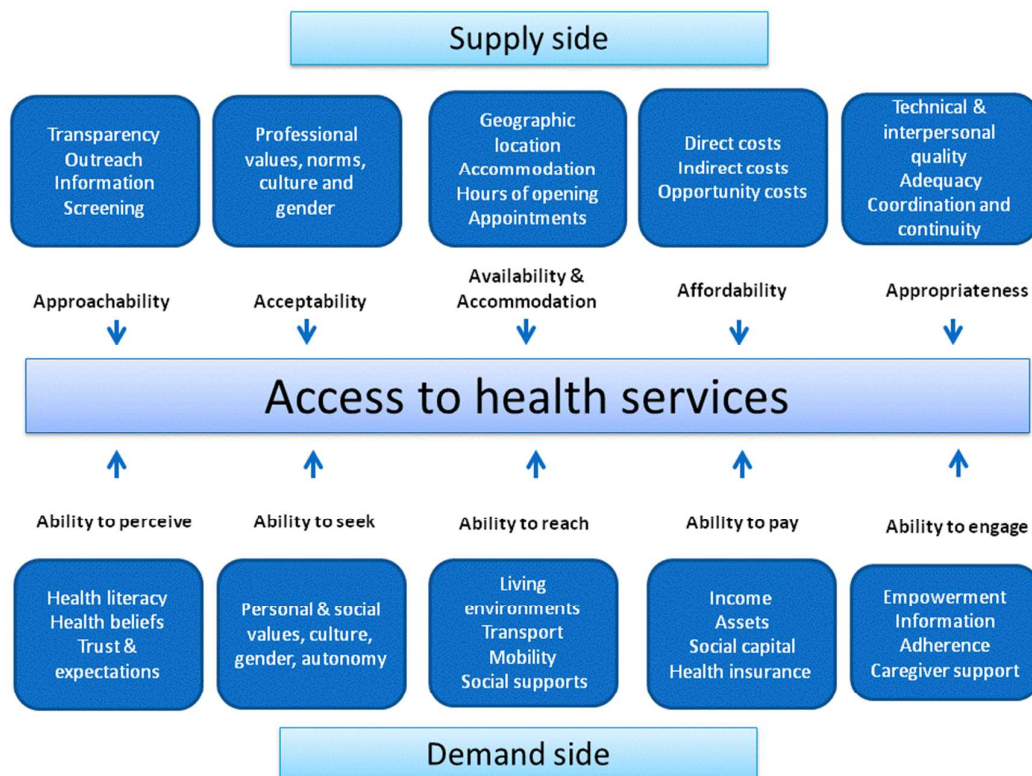 Supply side
Transparency
Outreach
Information
Screening
Professional
values, norms,
culture and
gender
Geographic
location
Accommodation
Hours of opening
Appointments
Direct costs
Indirect costs
Opportunity costs
Technical &
interpersonal
quality
Adequacy
Coordination and
continuity
Approachability
Acceptability
Availability &
Accommodation
Affordability
Appropriateness
Access to health services
Ability to perceive
Ability to seek
Ability to reach
Ability to pay
Ability to engage
Health literacy
Health beliefs
Trust &
expectations
Personal & social
values, culture,
gender, autonomy
Living
environments
Transport
Mobility
Social supports
Income
Assets
Social capital
Health insurance
Empowerment
Information
Adherence
Caregiver support
Demand side